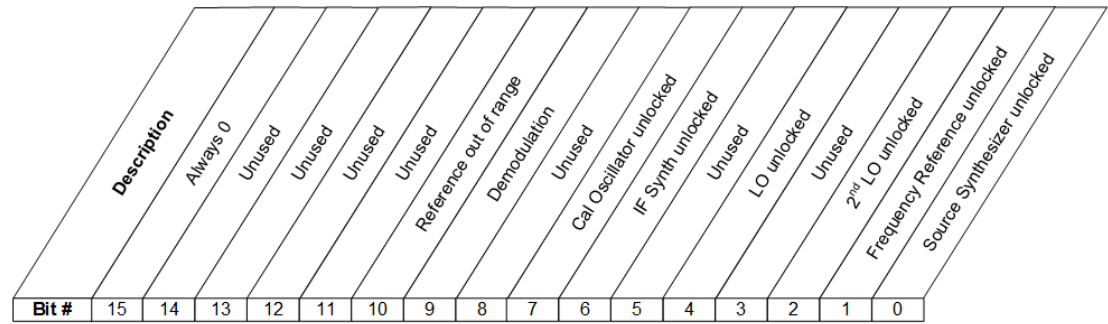 Description
Always 0
Unused
Unused
Unused
Unused
Reference out of range
Demodulation
Unused
Cal Oscillator unlocked
IF Synth unlocked
Unused
LO unlocked
Unused
2nd LO unlocked
Frequency Reference unlocked
Source Synthesizer unlocked
Bit # 15 14 13 12 11 10 9 8 7 6 5 4 3 2 1 0